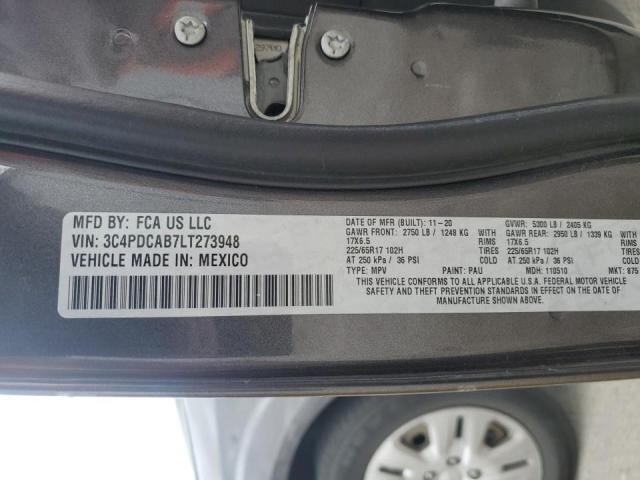 29700
MFD BY: FCA US LLC
VIN: 3C4PDCAB7LT273948
VEHICLE MADE IN: MEXICO
DATE OF MFR (BUILT): 11-20 GVWR: 5300 LB / 2405 KG
GAWR FRONT: 2750 LB / 1248 KG GAWR REAR: 2950 LB / 1339 KG
17X6.5 RIMS 17X6.5 RIMS
225/65R17 102H TIRES 225/65R17 102H TIRES
AT 250 kPa / 36 PSI AT 250 kPa / 36 PSI
TYPE: MPV PAINT: PAU MDH: 110510 MKT: 875
THIS VEHICLE CONFORMS TO ALL APPLICABLE U.S.A. FEDERAL MOTOR VEHICLE
SAFETY AND THEFT PREVENTION STANDARDS IN EFFECT ON THE DATE OF
MANUFACTURE SHOWN ABOVE.